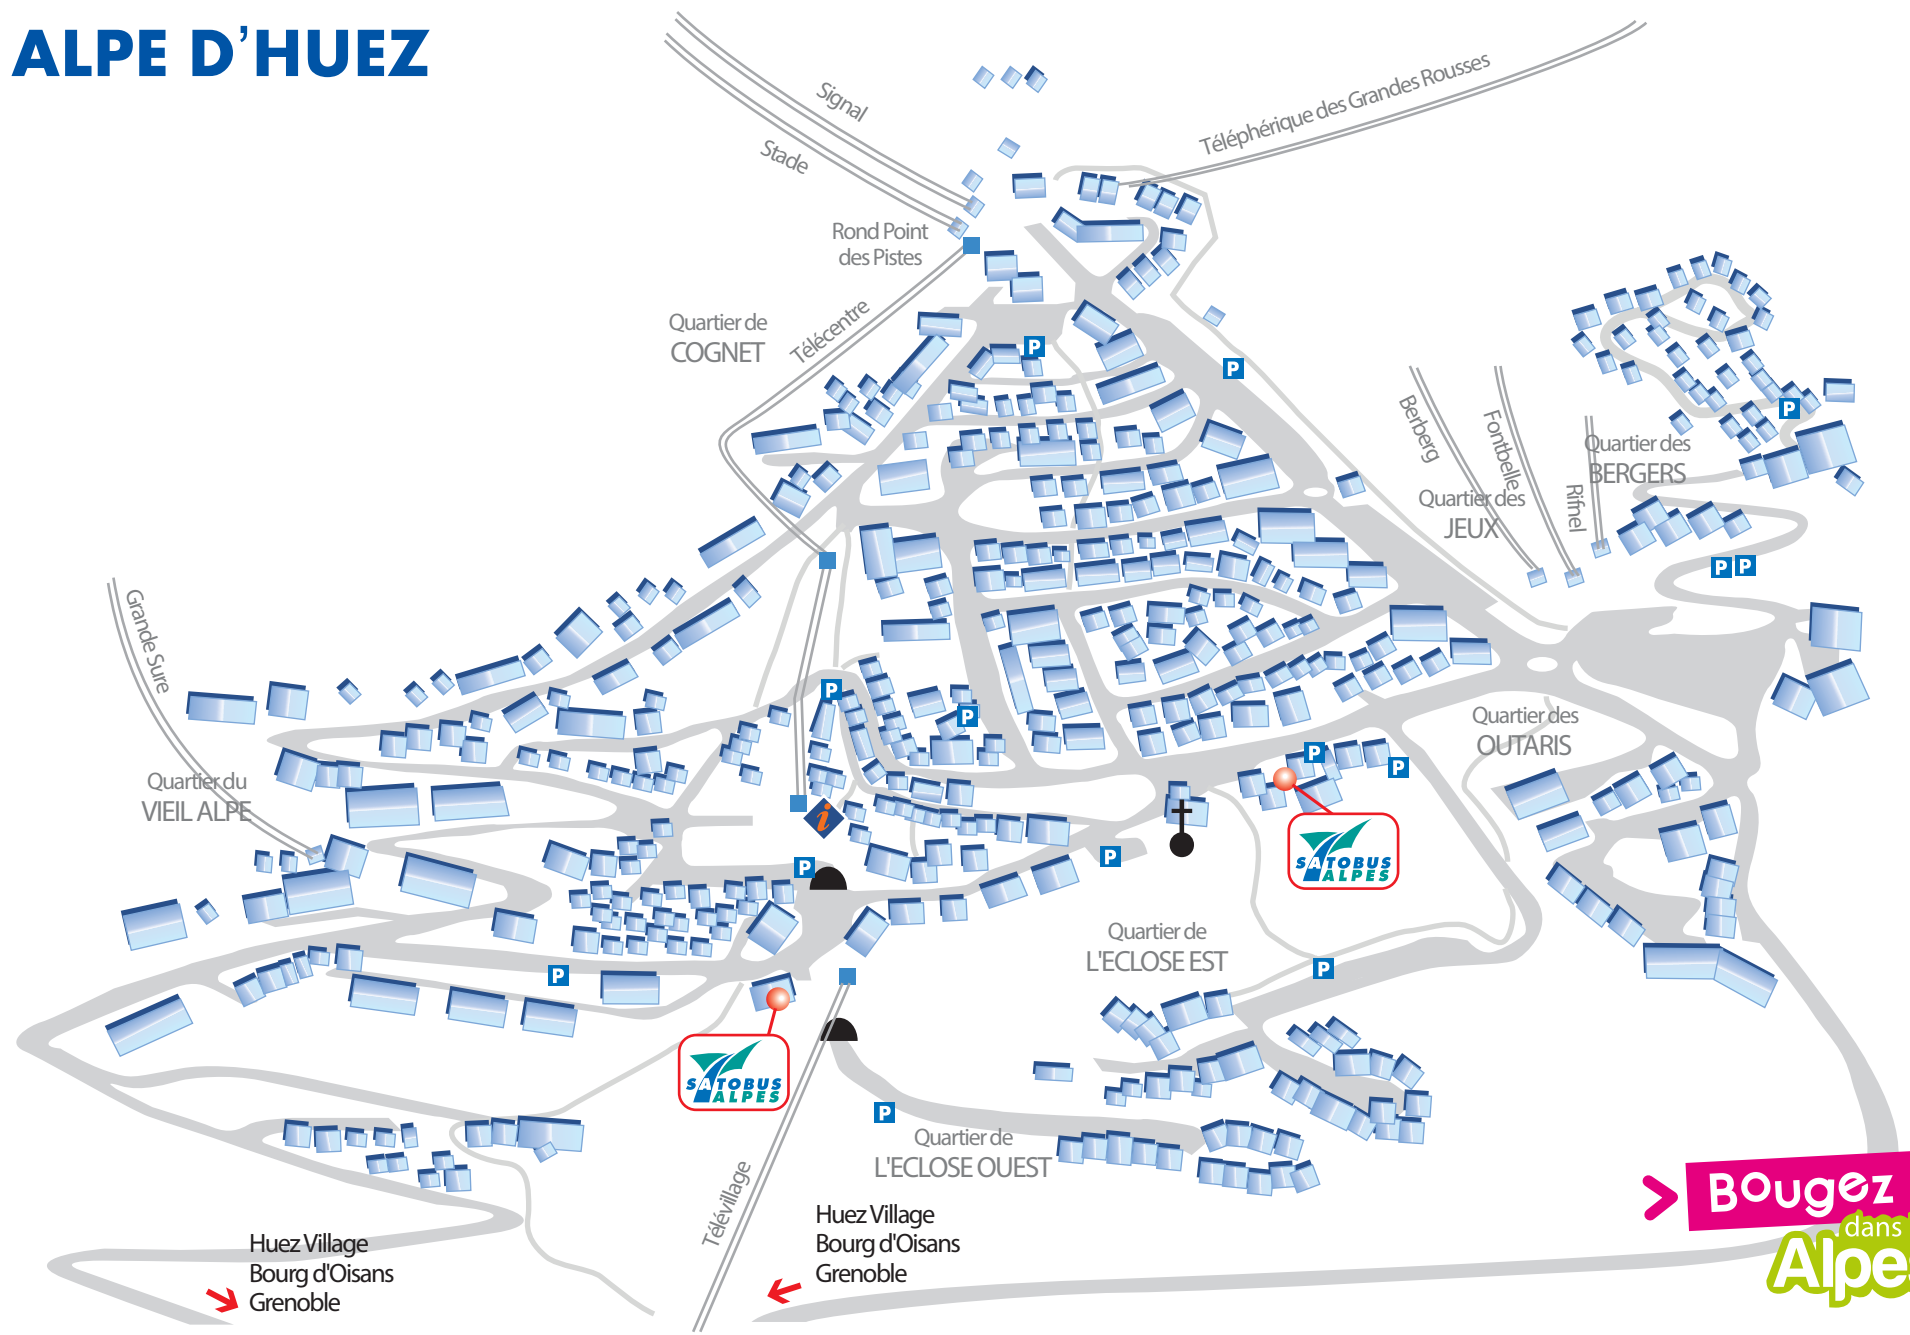 ALPE D'HUEZ
Signal
Stade
Téléphérique des Grandes Rousses
Rond Point
des Pistes
Quartier de
COGNET
Télécentre
P
P
Berberg
Fontbelle
Rifnel
Quartier des
BERGERS
P
Quartier des
JEUX
P P
Grande Sure
Quartier du
VIEIL ALPE
P
P
Quartier des
OUTARIS
P
P
i
SATOBUS
ALPES
P
P
Quartier de
L'ECLOSE EST
P
P
SATOBUS
ALPES
P
Quartier de
L'ECLOSE OUEST
Télévillage
Huez Village
Bourg d'Oisans
Grenoble
Huez Village
Bourg d'Oisans
Grenoble
Bougez
dans
Alpe